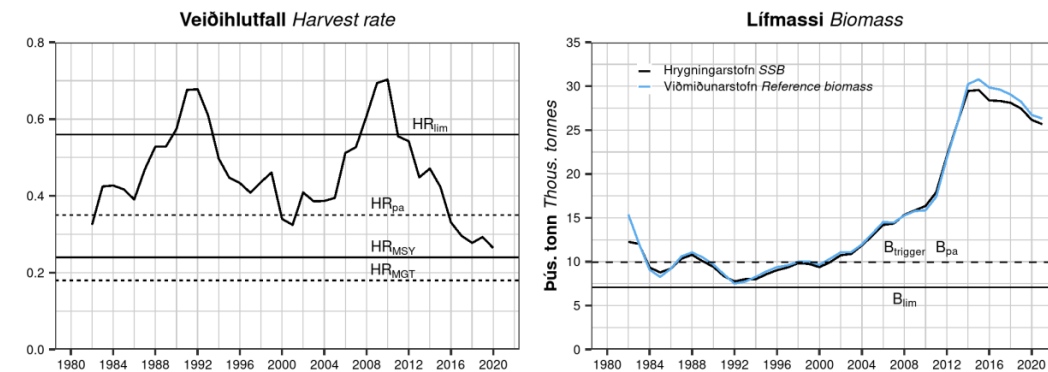 Veiðihlutfall Harvest rate
0.8
0.6
0.4
0.2
0.0
HRlim
HRpa
HRMSY
HRMGT
1980 1984 1988 1992 1996 2000 2004 2008 2012 2016 2020
Lífmassi Biomass
Þús. tonn Thous. tonnes
35
30
25
20
15
10
5
0
Hrygningarstofn SSB
Viðmiðunarstofn Reference biomass
Btrigger Bpa
Blim
1980 1984 1988 1992 1996 2000 2004 2008 2012 2016 2020